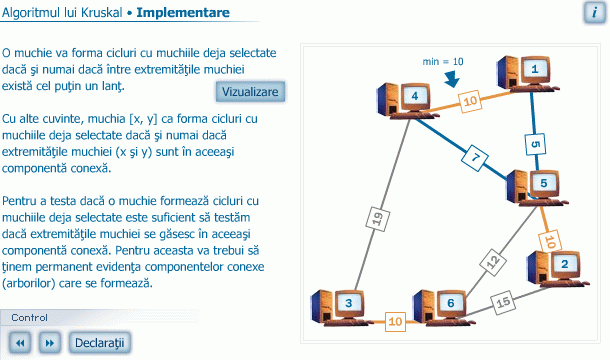 Algoritmul lui Kruskal • Implementare
i
O muchie va forma cicluri cu muchiile deja selectate
dacă şi numai dacă între extremităţile muchiei
există cel puţin un lanţ.
Vizualizare
Cu alte cuvinte, muchia [x, y] ca forma cicluri cu
muchiile deja selectate dacă şi numai dacă
extremităţile muchiei (x şi y) sunt în aceeaşi
componentă conexă.
Pentru a testa dacă o muchie formează cicluri cu
muchiile deja selectate este suficient să testăm
dacă extremităţile muchiei se găsesc în aceeaşi
componentă conexă. Pentru aceasta va trebui să
ţinem permanent evidenţa componentelor conexe
(arborilor) care se formează.
Control
Declaraţii
min = 10
1
4
10
5
7
5
19
10
12
2
15
3
10
6